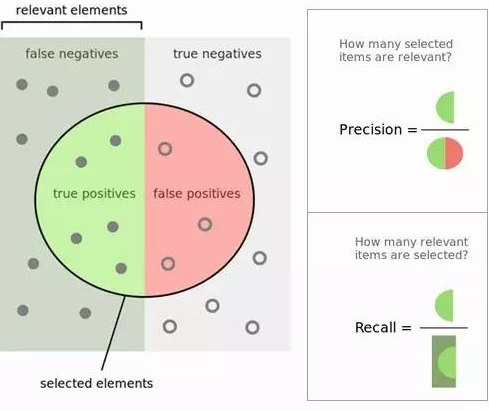 relevant elements
false negatives
true negatives
true positives
false positives
selected elements
How many selected
items are relevant?
Precision =
How many relevant
items are selected?
Recall =